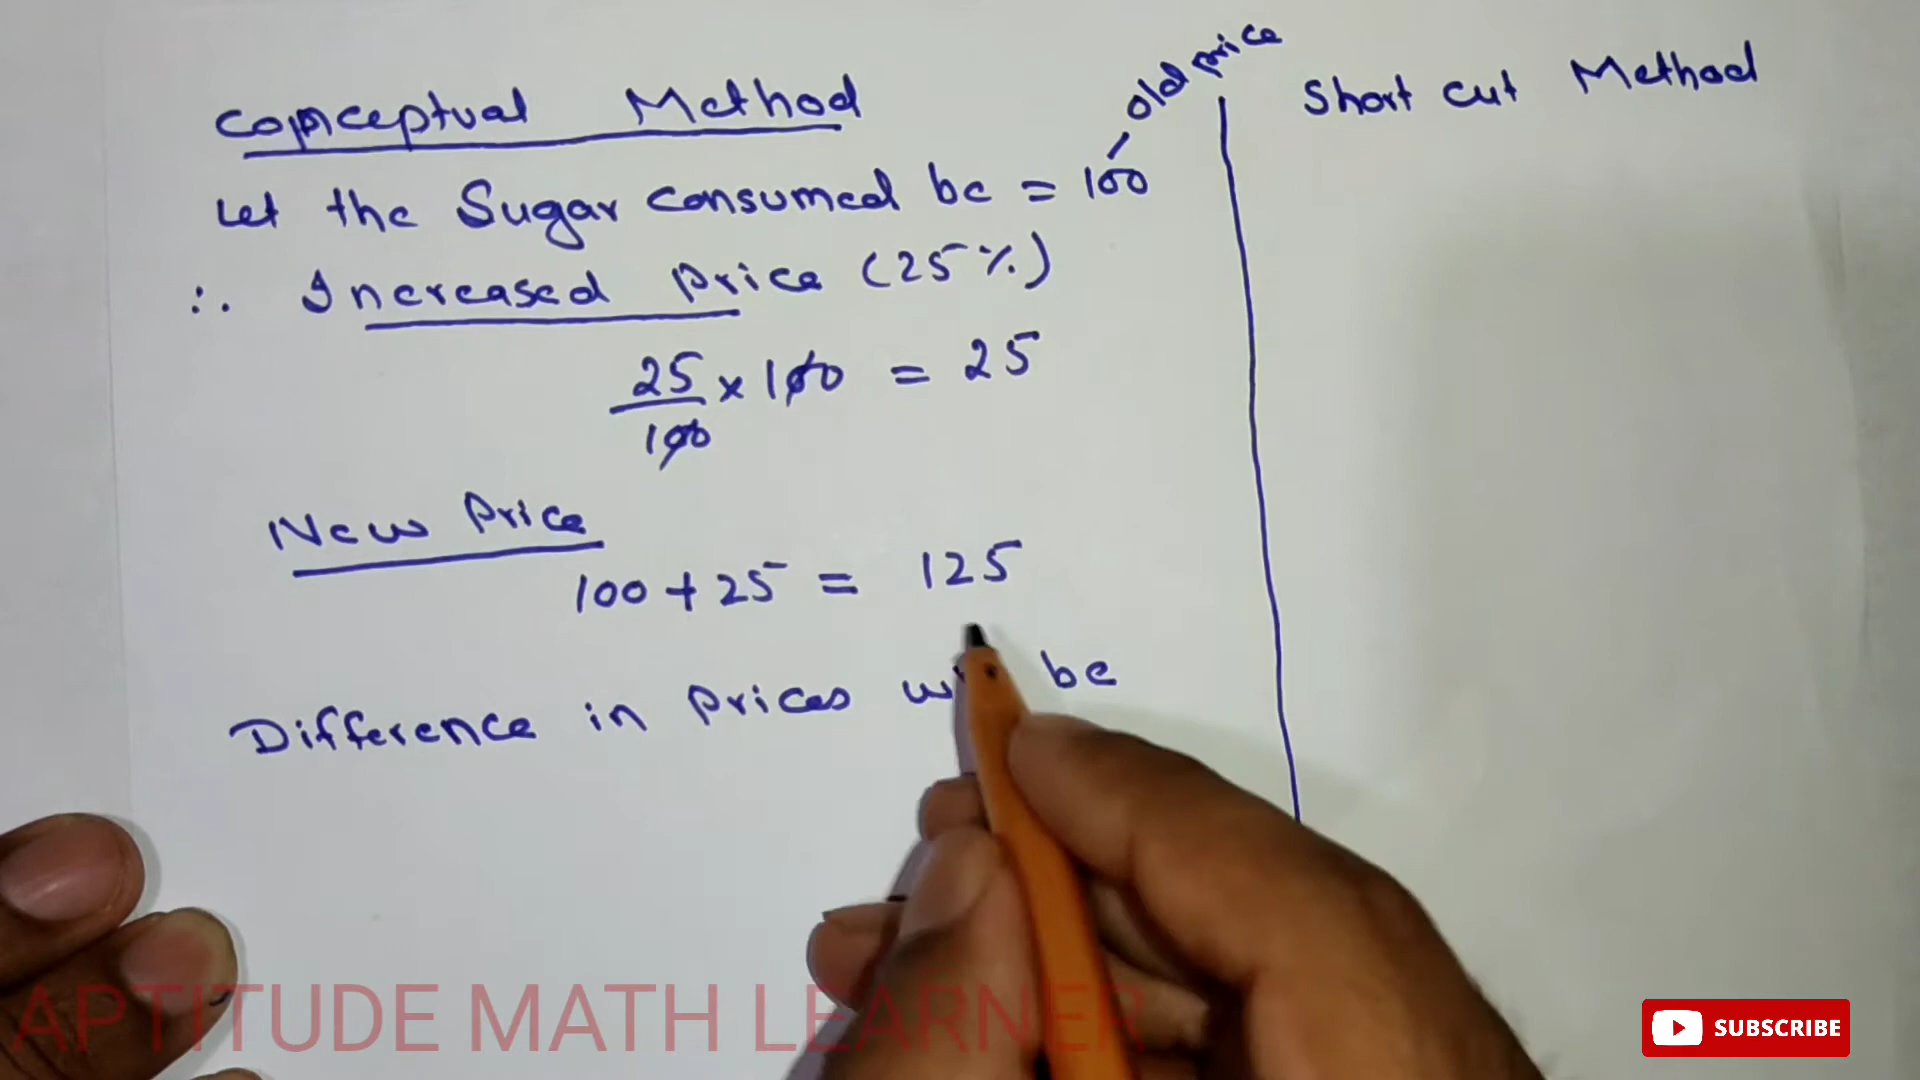 Conceptual Method
Let the Sugar consumed be = 100
old price
∴ Increased price (25%)
25/100 × 100 = 25
New Price
100 + 25 = 125
Difference in prices be
Short cut Method
APTITUDE MATH LEARNER
SUBSCRIBE